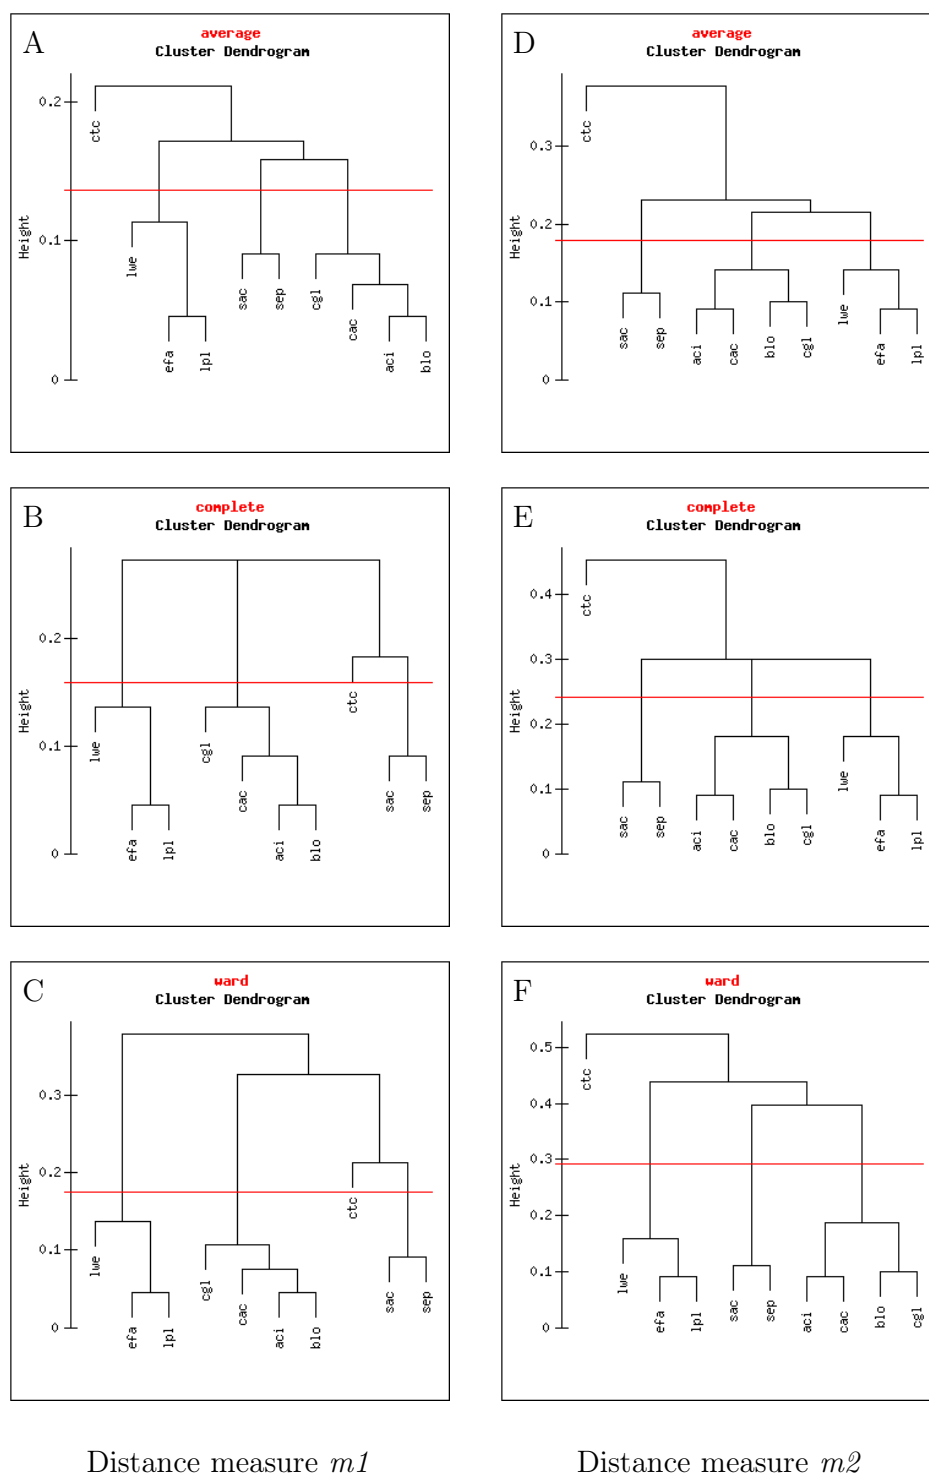 A
average
Cluster Dendrogram
Height
0.2
0.1
0
ctc
lwe
efa
lpl
sac
sep
cgl
cac
aci
blo
D
average
Cluster Dendrogram
Height
0.3
0.2
0.1
0
ctc
sac
sep
aci
cac
blo
cgl
lwe
efa
lpl
B
complete
Cluster Dendrogram
Height
0.2
0.1
0
lwe
efa
lpl
cgl
cac
aci
blo
ctc
sac
sep
E
complete
Cluster Dendrogram
Height
0.4
0.3
0.2
0.1
0
ctc
sac
sep
aci
cac
blo
cgl
lwe
efa
lpl
C
ward
Cluster Dendrogram
Height
0.3
0.2
0.1
0
lwe
efa
lpl
cgl
cac
aci
blo
ctc
sac
sep
F
ward
Cluster Dendrogram
Height
0.5
0.4
0.3
0.2
0.1
0
ctc
lwe
efa
lpl
sac
sep
aci
cac
blo
cgl
Distance measure m1
Distance measure m2